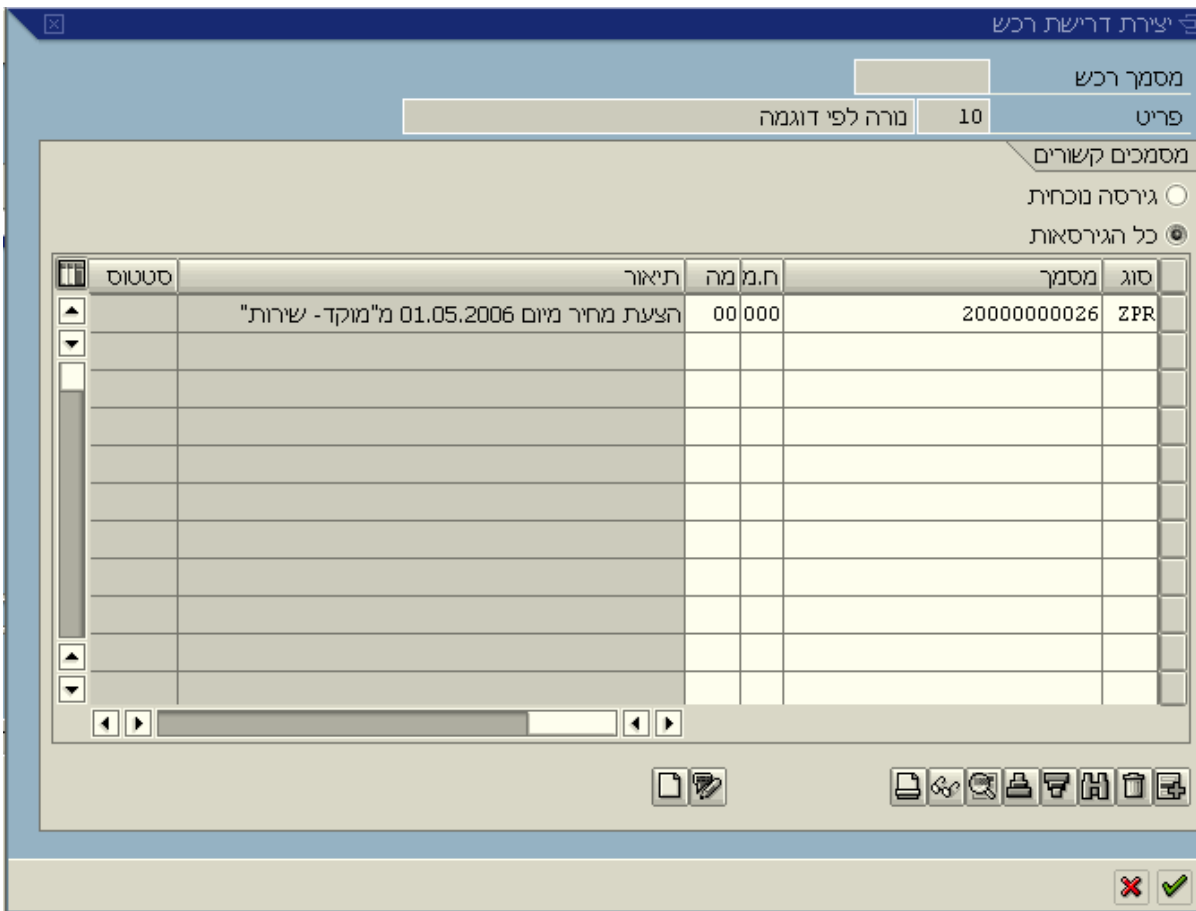 יצירת דרישת רכש
מסמך רכש
פריט 10 נורה לפי דוגמה
מסמכים קשורים
גירסה נוכחית
כל הגירסאות
סוג מסמך ח.מ מה תיאור סטטוס
ZPR 20000000026 000 00 הצעת מחיר מיום 01.05.2006 מ"מוקד- שירות"